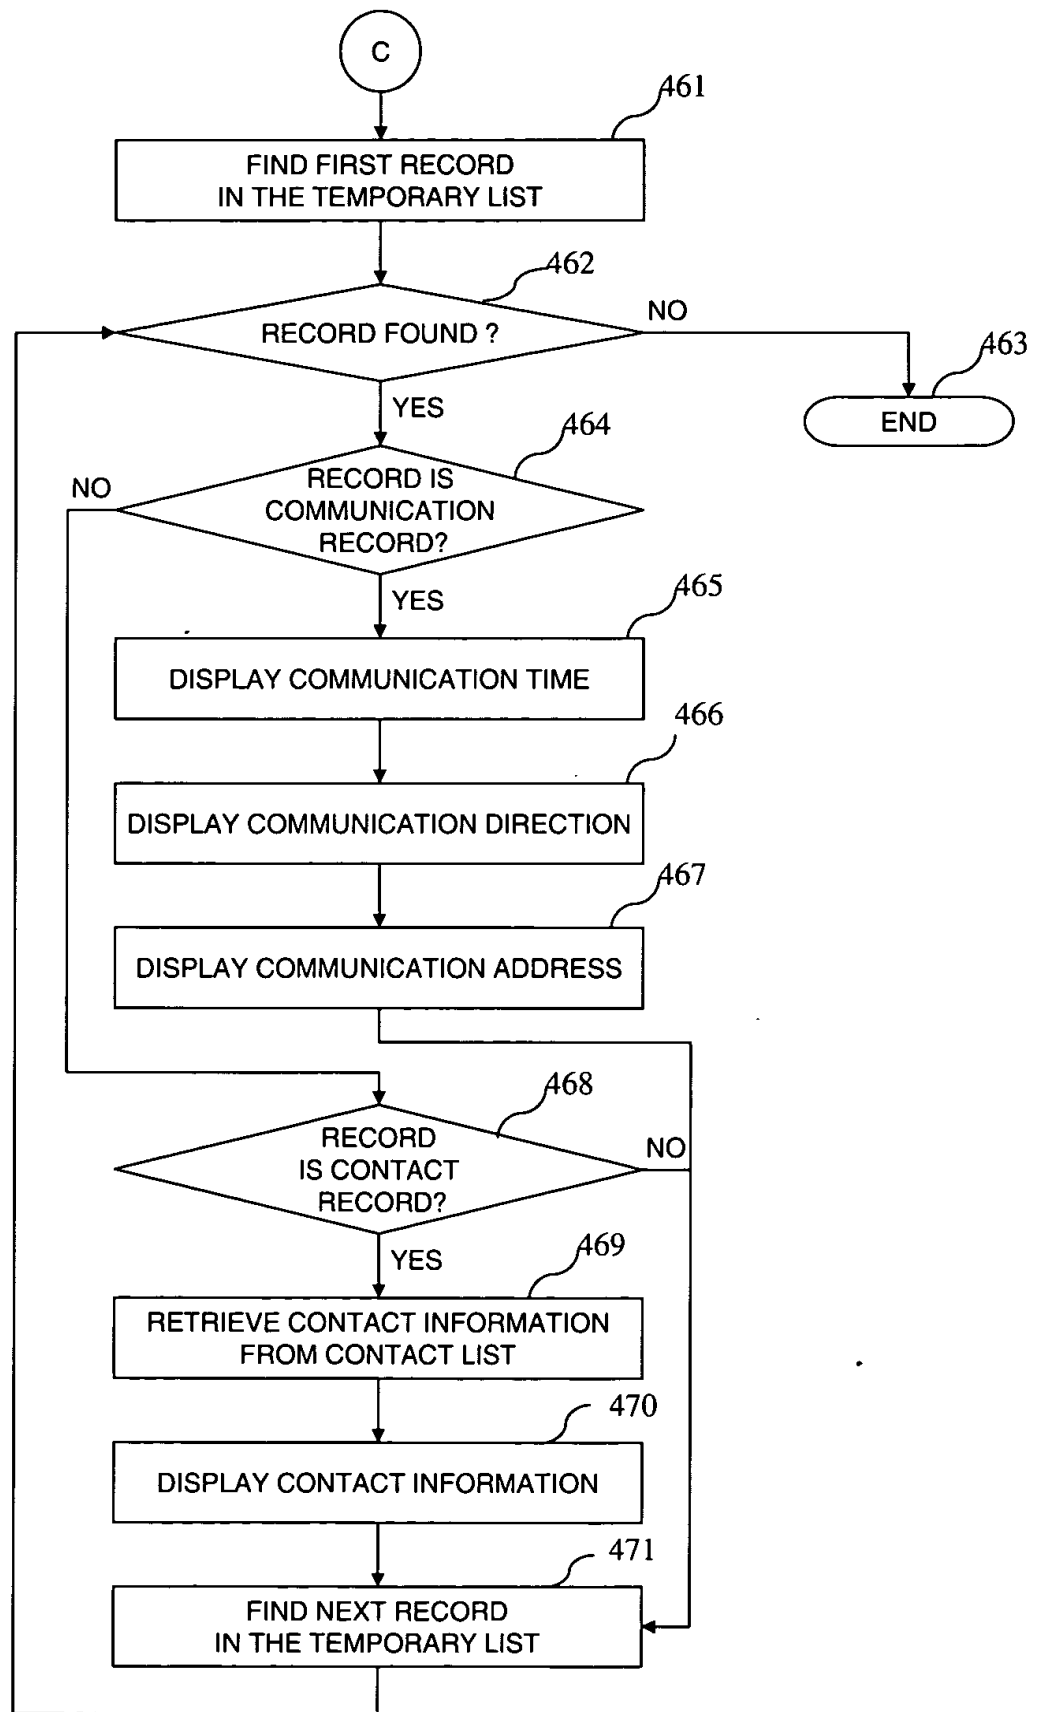 C
461
FIND FIRST RECORD
IN THE TEMPORARY LIST
462
RECORD FOUND ?
NO
463
END
YES
464
RECORD IS
COMMUNICATION
RECORD?
NO
YES
465
DISPLAY COMMUNICATION TIME
466
DISPLAY COMMUNICATION DIRECTION
467
DISPLAY COMMUNICATION ADDRESS
468
RECORD
IS CONTACT
RECORD?
NO
YES
469
RETRIEVE CONTACT INFORMATION
FROM CONTACT LIST
470
DISPLAY CONTACT INFORMATION
471
FIND NEXT RECORD
IN THE TEMPORARY LIST